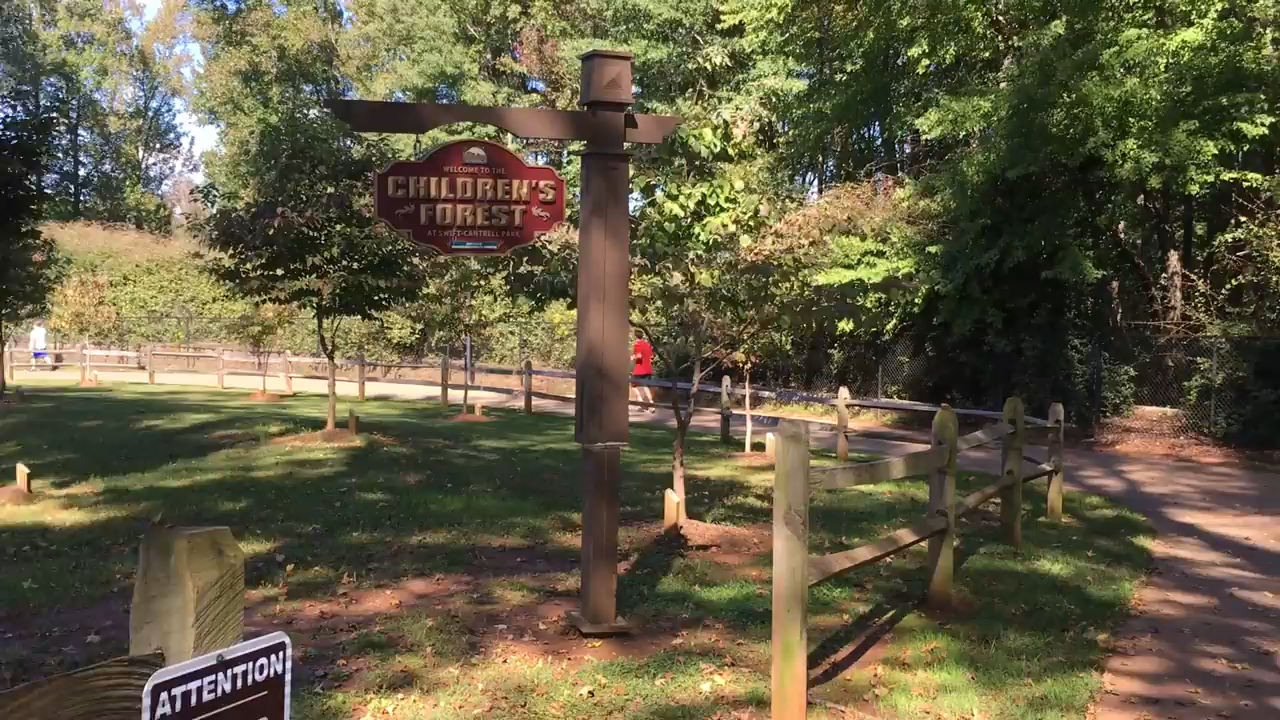 WELCOME TO THE
CHILDREN'S
FOREST
AT SWIFT-CANTRELL PARK
ATTENTION